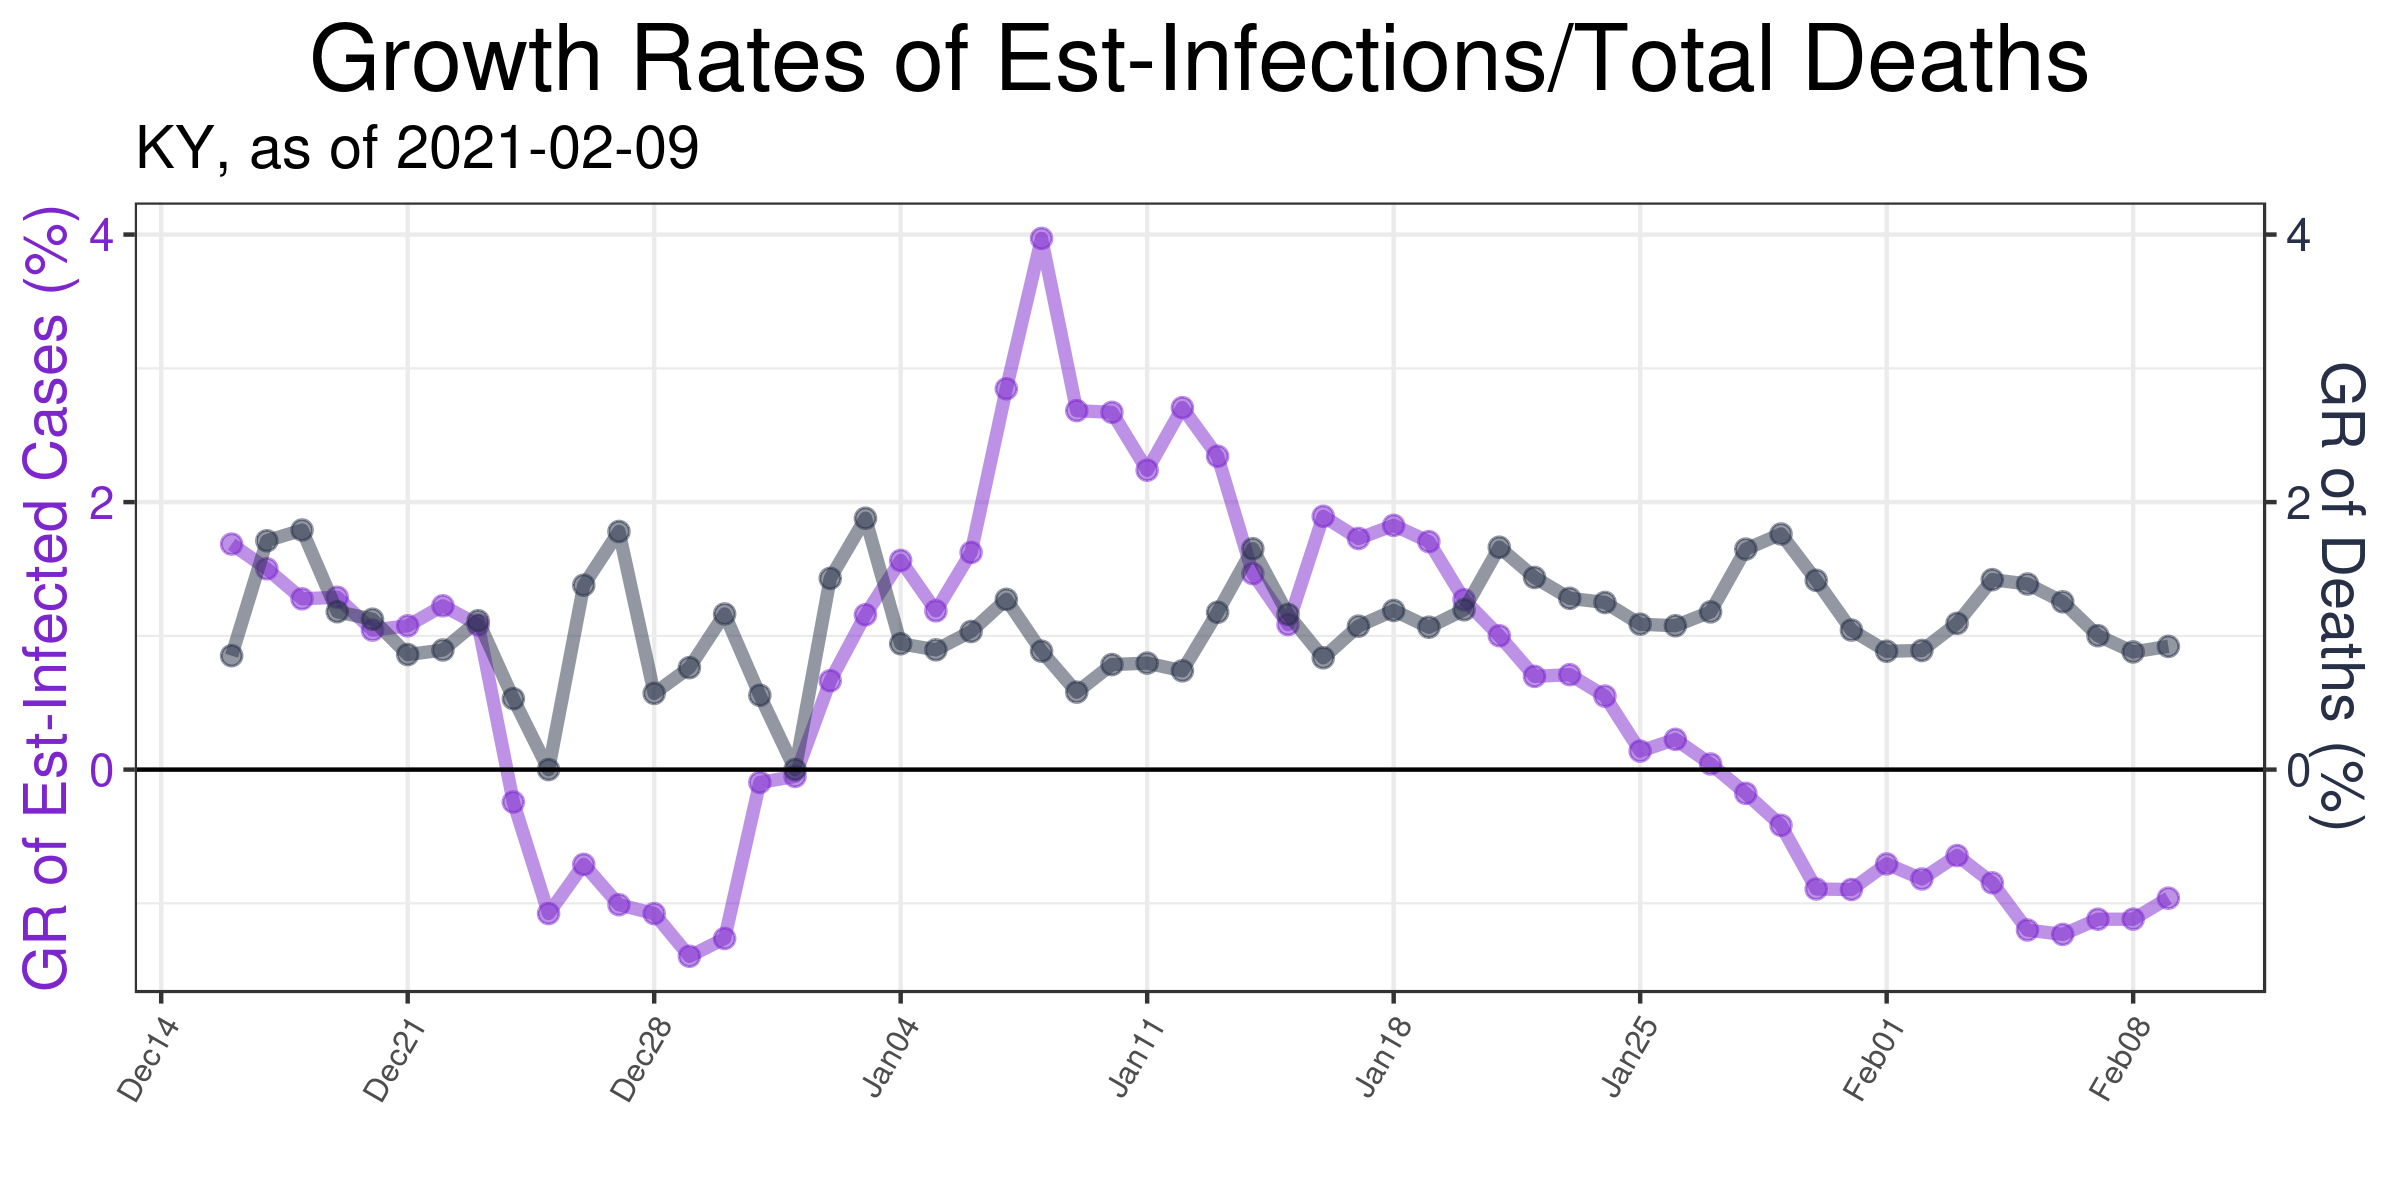 Growth Rates of Est-Infections/Total Deaths
KY, as of 2021-02-09
GR of Est-Infected Cases (%)
4
2
0
4
2
0
GR of Deaths (%)
Dec14
Dec21
Dec28
Jan04
Jan11
Jan18
Jan25
Feb01
Feb08